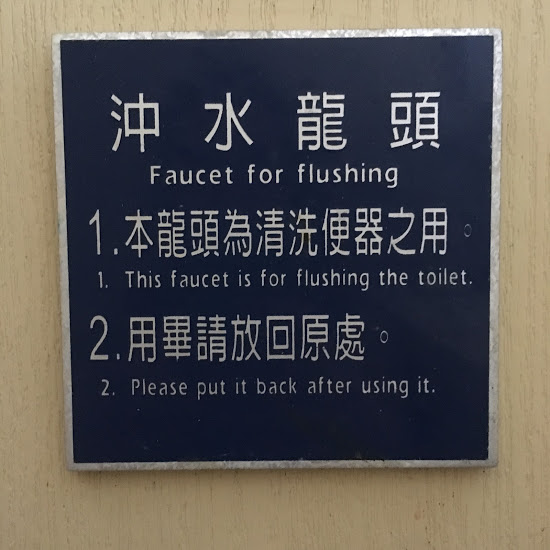 沖水龍頭
Faucet for flushing
1.本龍頭為清洗便器之用。
1. This faucet is for flushing the toilet.
2.用畢請放回原處。
2. Please put it back after using it.